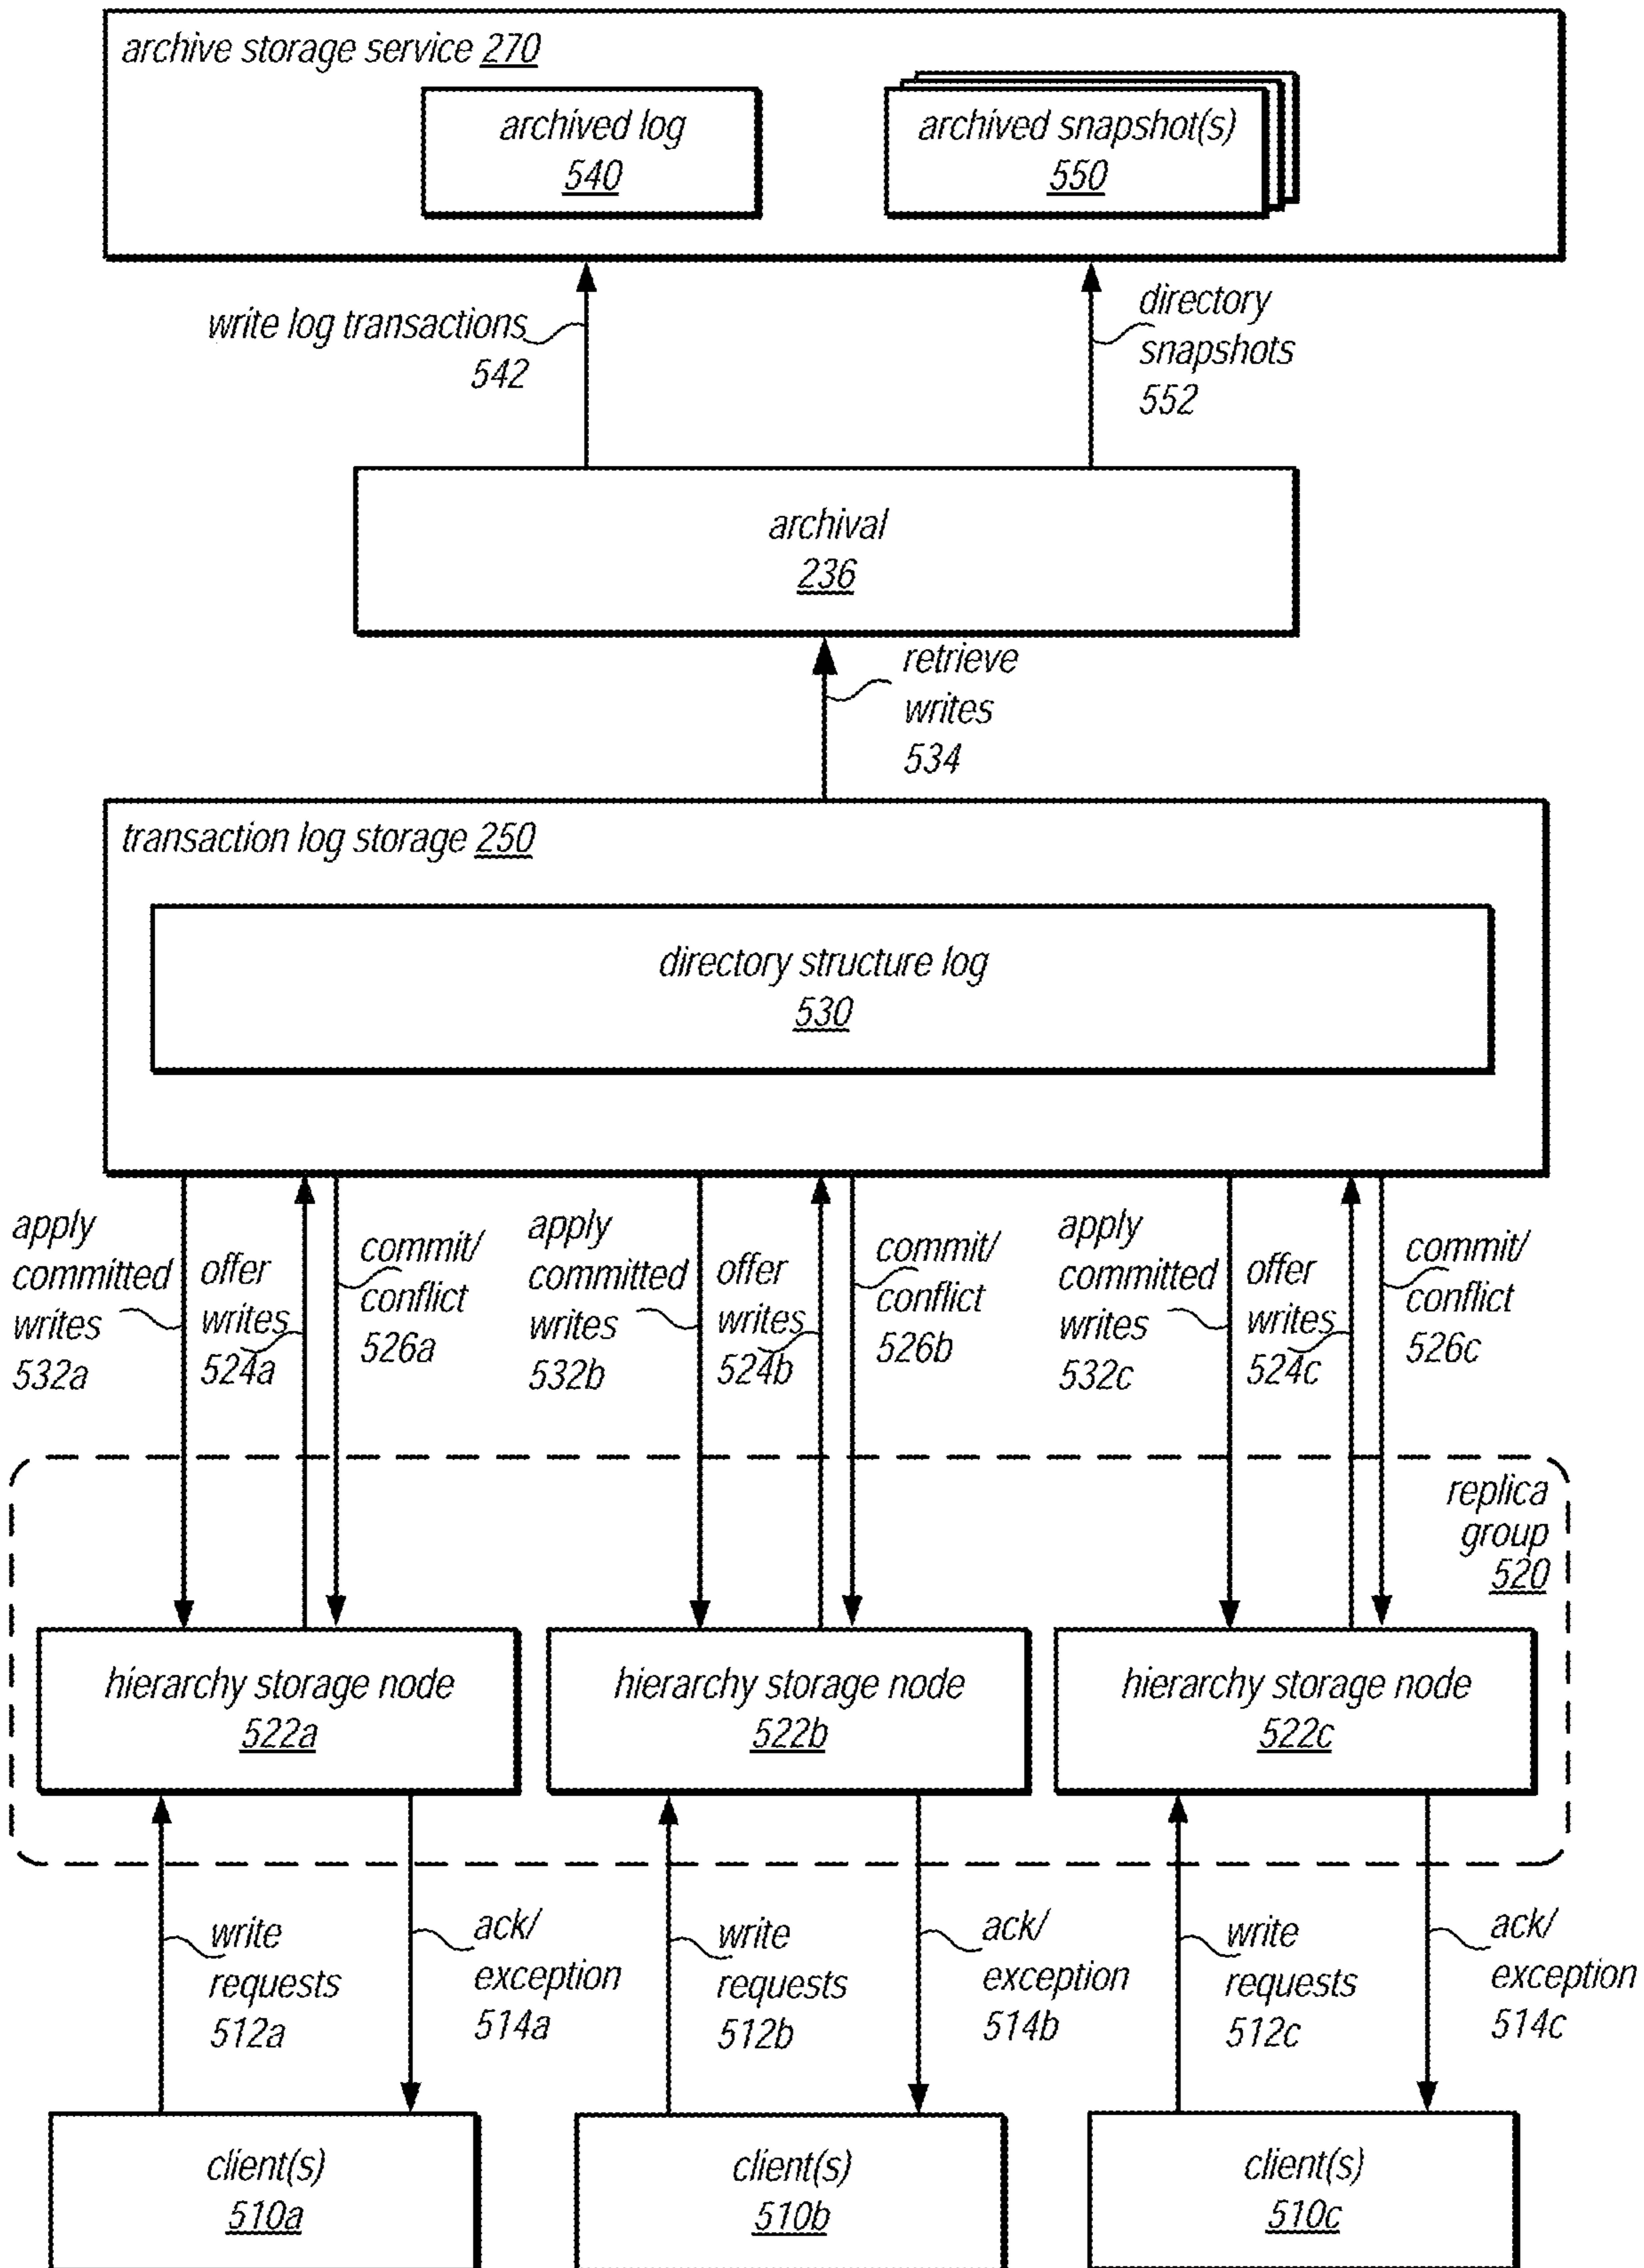 archive storage service 270
archived log
540
archived snapshot(s)
550
write log transactions
542
directory
snapshots
552
archival
236
retrieve
writes
534
transaction log storage 250
directory structure log
530
apply
committed
writes
532a
offer
writes
524a
commit/
conflict
526a
apply
committed
writes
532b
offer
writes
524b
commit/
conflict
526b
apply
committed
writes
532c
offer
writes
524c
commit/
conflict
526c
replica
group
520
hierarchy storage node
522a
hierarchy storage node
522b
hierarchy storage node
522c
write
requests
512a
ack/
exception
514a
write
requests
512b
ack/
exception
514b
write
requests
512c
ack/
exception
514c
client(s)
510a
client(s)
510b
client(s)
510c